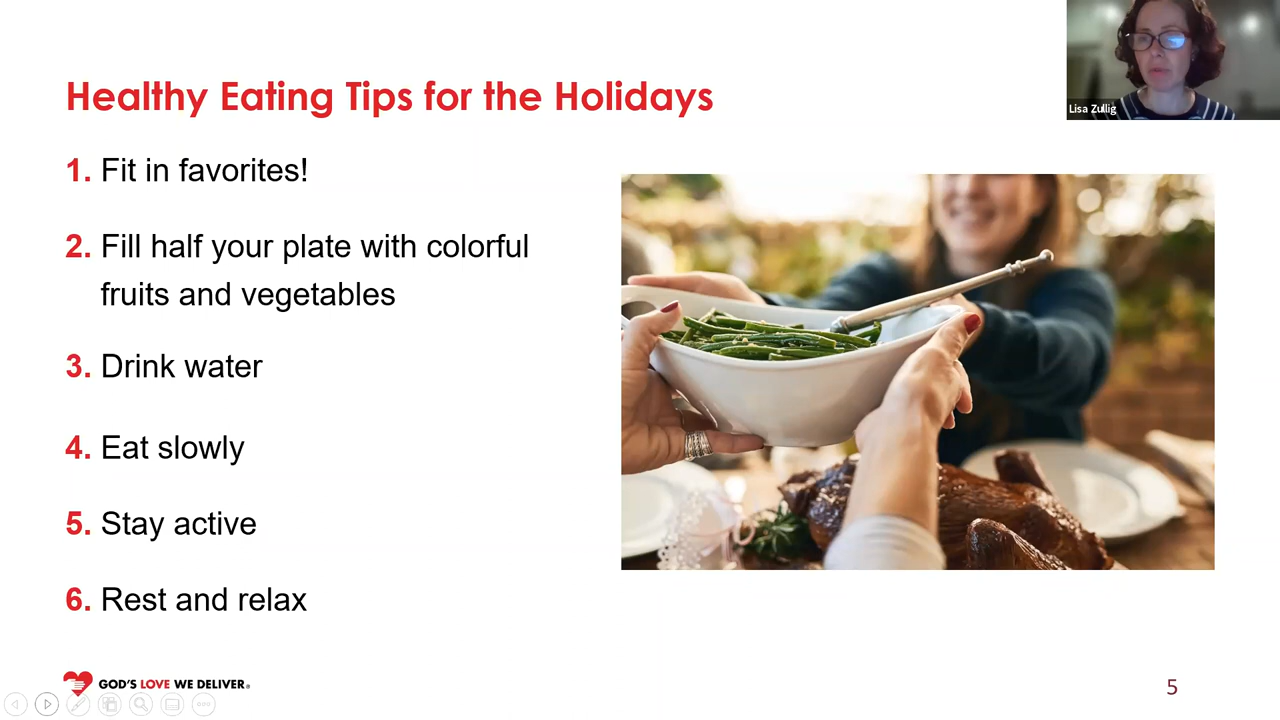 Healthy Eating Tips for the Holidays
Lisa Zullig
1. Fit in favorites!
2. Fill half your plate with colorful
fruits and vegetables
3. Drink water
4. Eat slowly
5. Stay active
6. Rest and relax
GOD'S LOVE WE DELIVER®
5